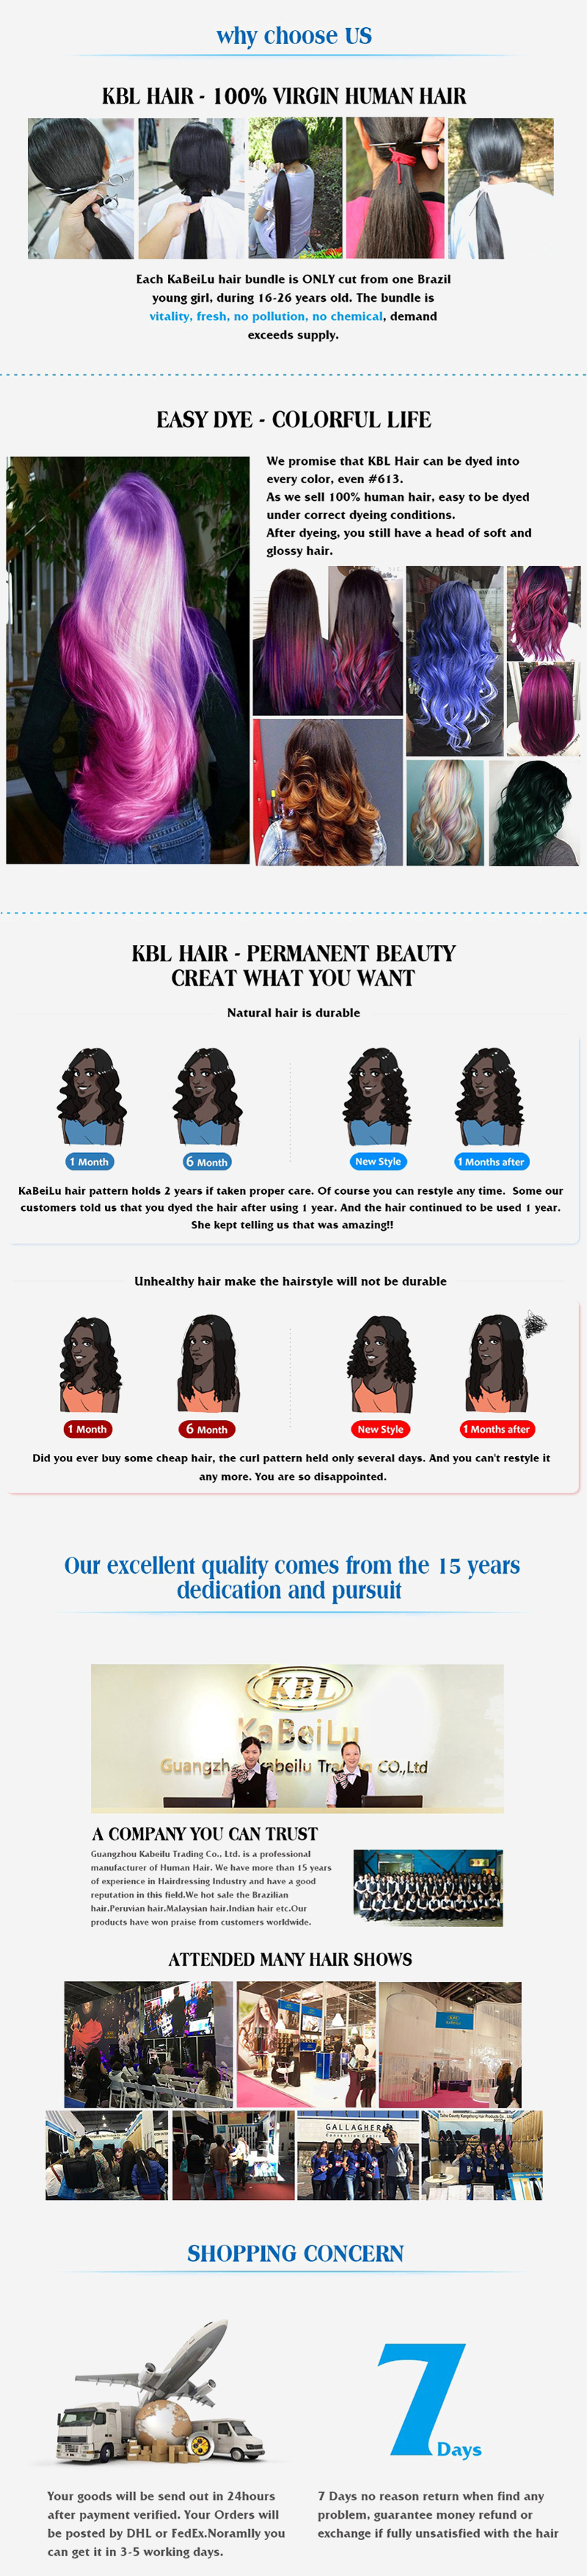 why choose US
KBL HAIR - 100% VIRGIN HUMAN HAIR
Each KaBeiLu hair bundle is ONLY cut from one Brazil
young girl, during 16-26 years old. The bundle is
vitality, fresh, no pollution, no chemical, demand
exceeds supply.
EASY DYE - COLORFUL LIFE
We promise that KBL Hair can be dyed into
every color, even #613.
As we sell 100% human hair, easy to be dyed
under correct dyeing conditions.
After dyeing, you still have a head of soft and
glossy hair.
KBL HAIR - PERMANENT BEAUTY
CREAT WHAT YOU WANT
Natural hair is durable
1 Month
6 Month
New Style
1 Months after
KaBeiLu hair pattern holds 2 years if taken proper care. Of course you can restyle any time. Some our
customers told us that you dyed the hair after using 1 year. And the hair continued to be used 1 year.
She kept telling us that was amazing!!
Unhealthy hair make the hairstyle will not be durable
1 Month
6 Month
New Style
1 Months after
Did you ever buy some cheap hair, the curl pattern held only several days. And you can't restyle it
any more. You are so disappointed.
Our excellent quality comes from the 15 years
dedication and pursuit
KBL
KaBeiLu
CO.,Ltd
A COMPANY YOU CAN TRUST
Guangzhou Kabeilu Trading Co., Ltd. is a professional
manufacturer of Human Hair. We have more than 15 years
of experience in Hairdressing Industry and have a good
reputation in this field.We hot sale the Brazilian
hair.Peruvian hair.Malaysian hair.Indian hair etc.Our
products have won praise from customers worldwide.
ATTENDED MANY HAIR SHOWS
GALLAGHER
SHOPPING CONCERN
7 Days
Your goods will be send out in 24hours
after payment verified. Your Orders will
be posted by DHL or FedEx.Noramlly you
can get it in 3-5 working days.
7 Days no reason return when find any
problem, guarantee money refund or
exchange if fully unsatisfied with the hair